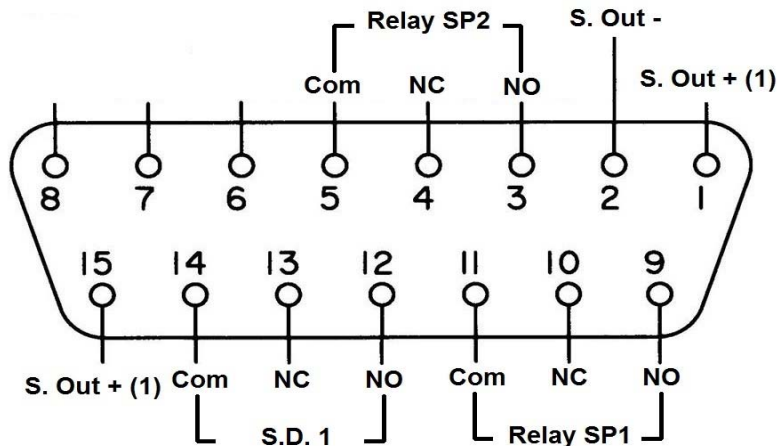 Relay SP2 S. Out -
Com NC NO S. Out + (1)
8 7 6 5 4 3 2 1
15 14 13 12 11 10 9
S. Out + (1) Com NC NO Com NC NO
S.D. 1 Relay SP1